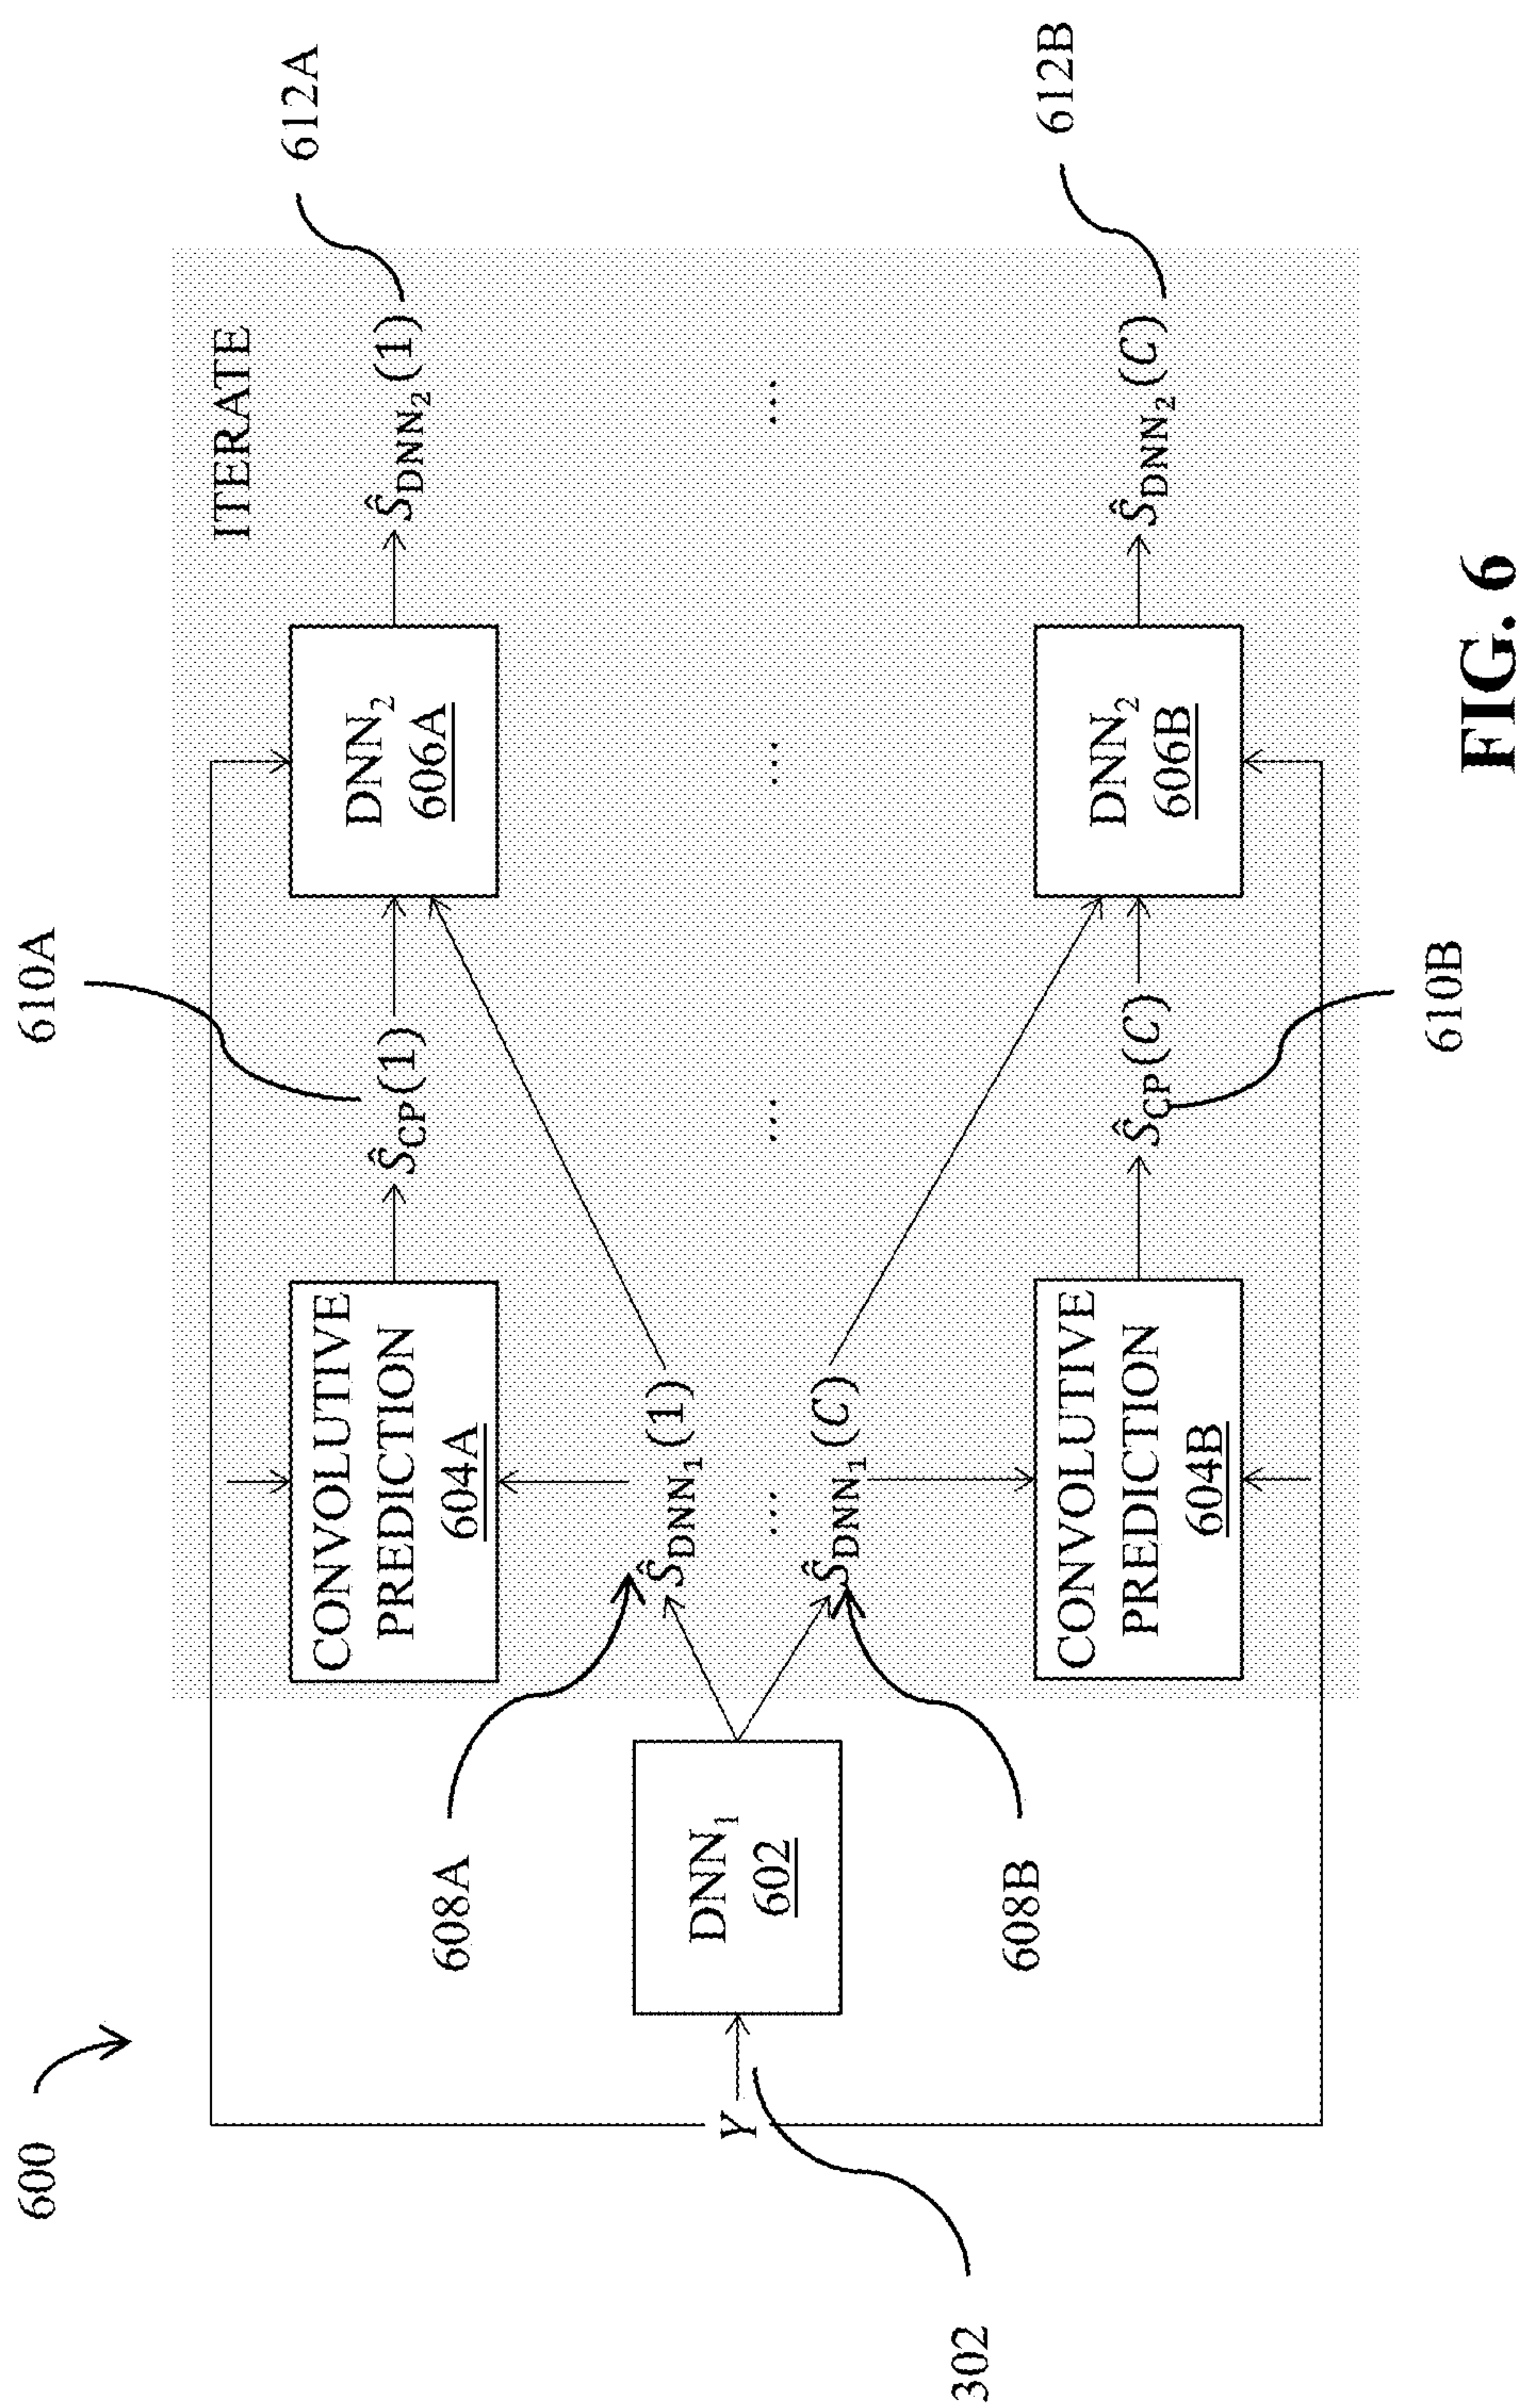 600
610A
612A
ITERATE
CONVOLUTIVE
PREDICTION
604A
Ŝ_CP(1)
DNN₂
606A
Ŝ_DNN₂(1)
608A
Y
302
DNN₁
602
Ŝ_DNN₁(1)
...
...
...
...
Ŝ_DNN₁(C)
608B
CONVOLUTIVE
PREDICTION
604B
Ŝ_CP(C)
DNN₂
606B
Ŝ_DNN₂(C)
612B
610B
FIG. 6